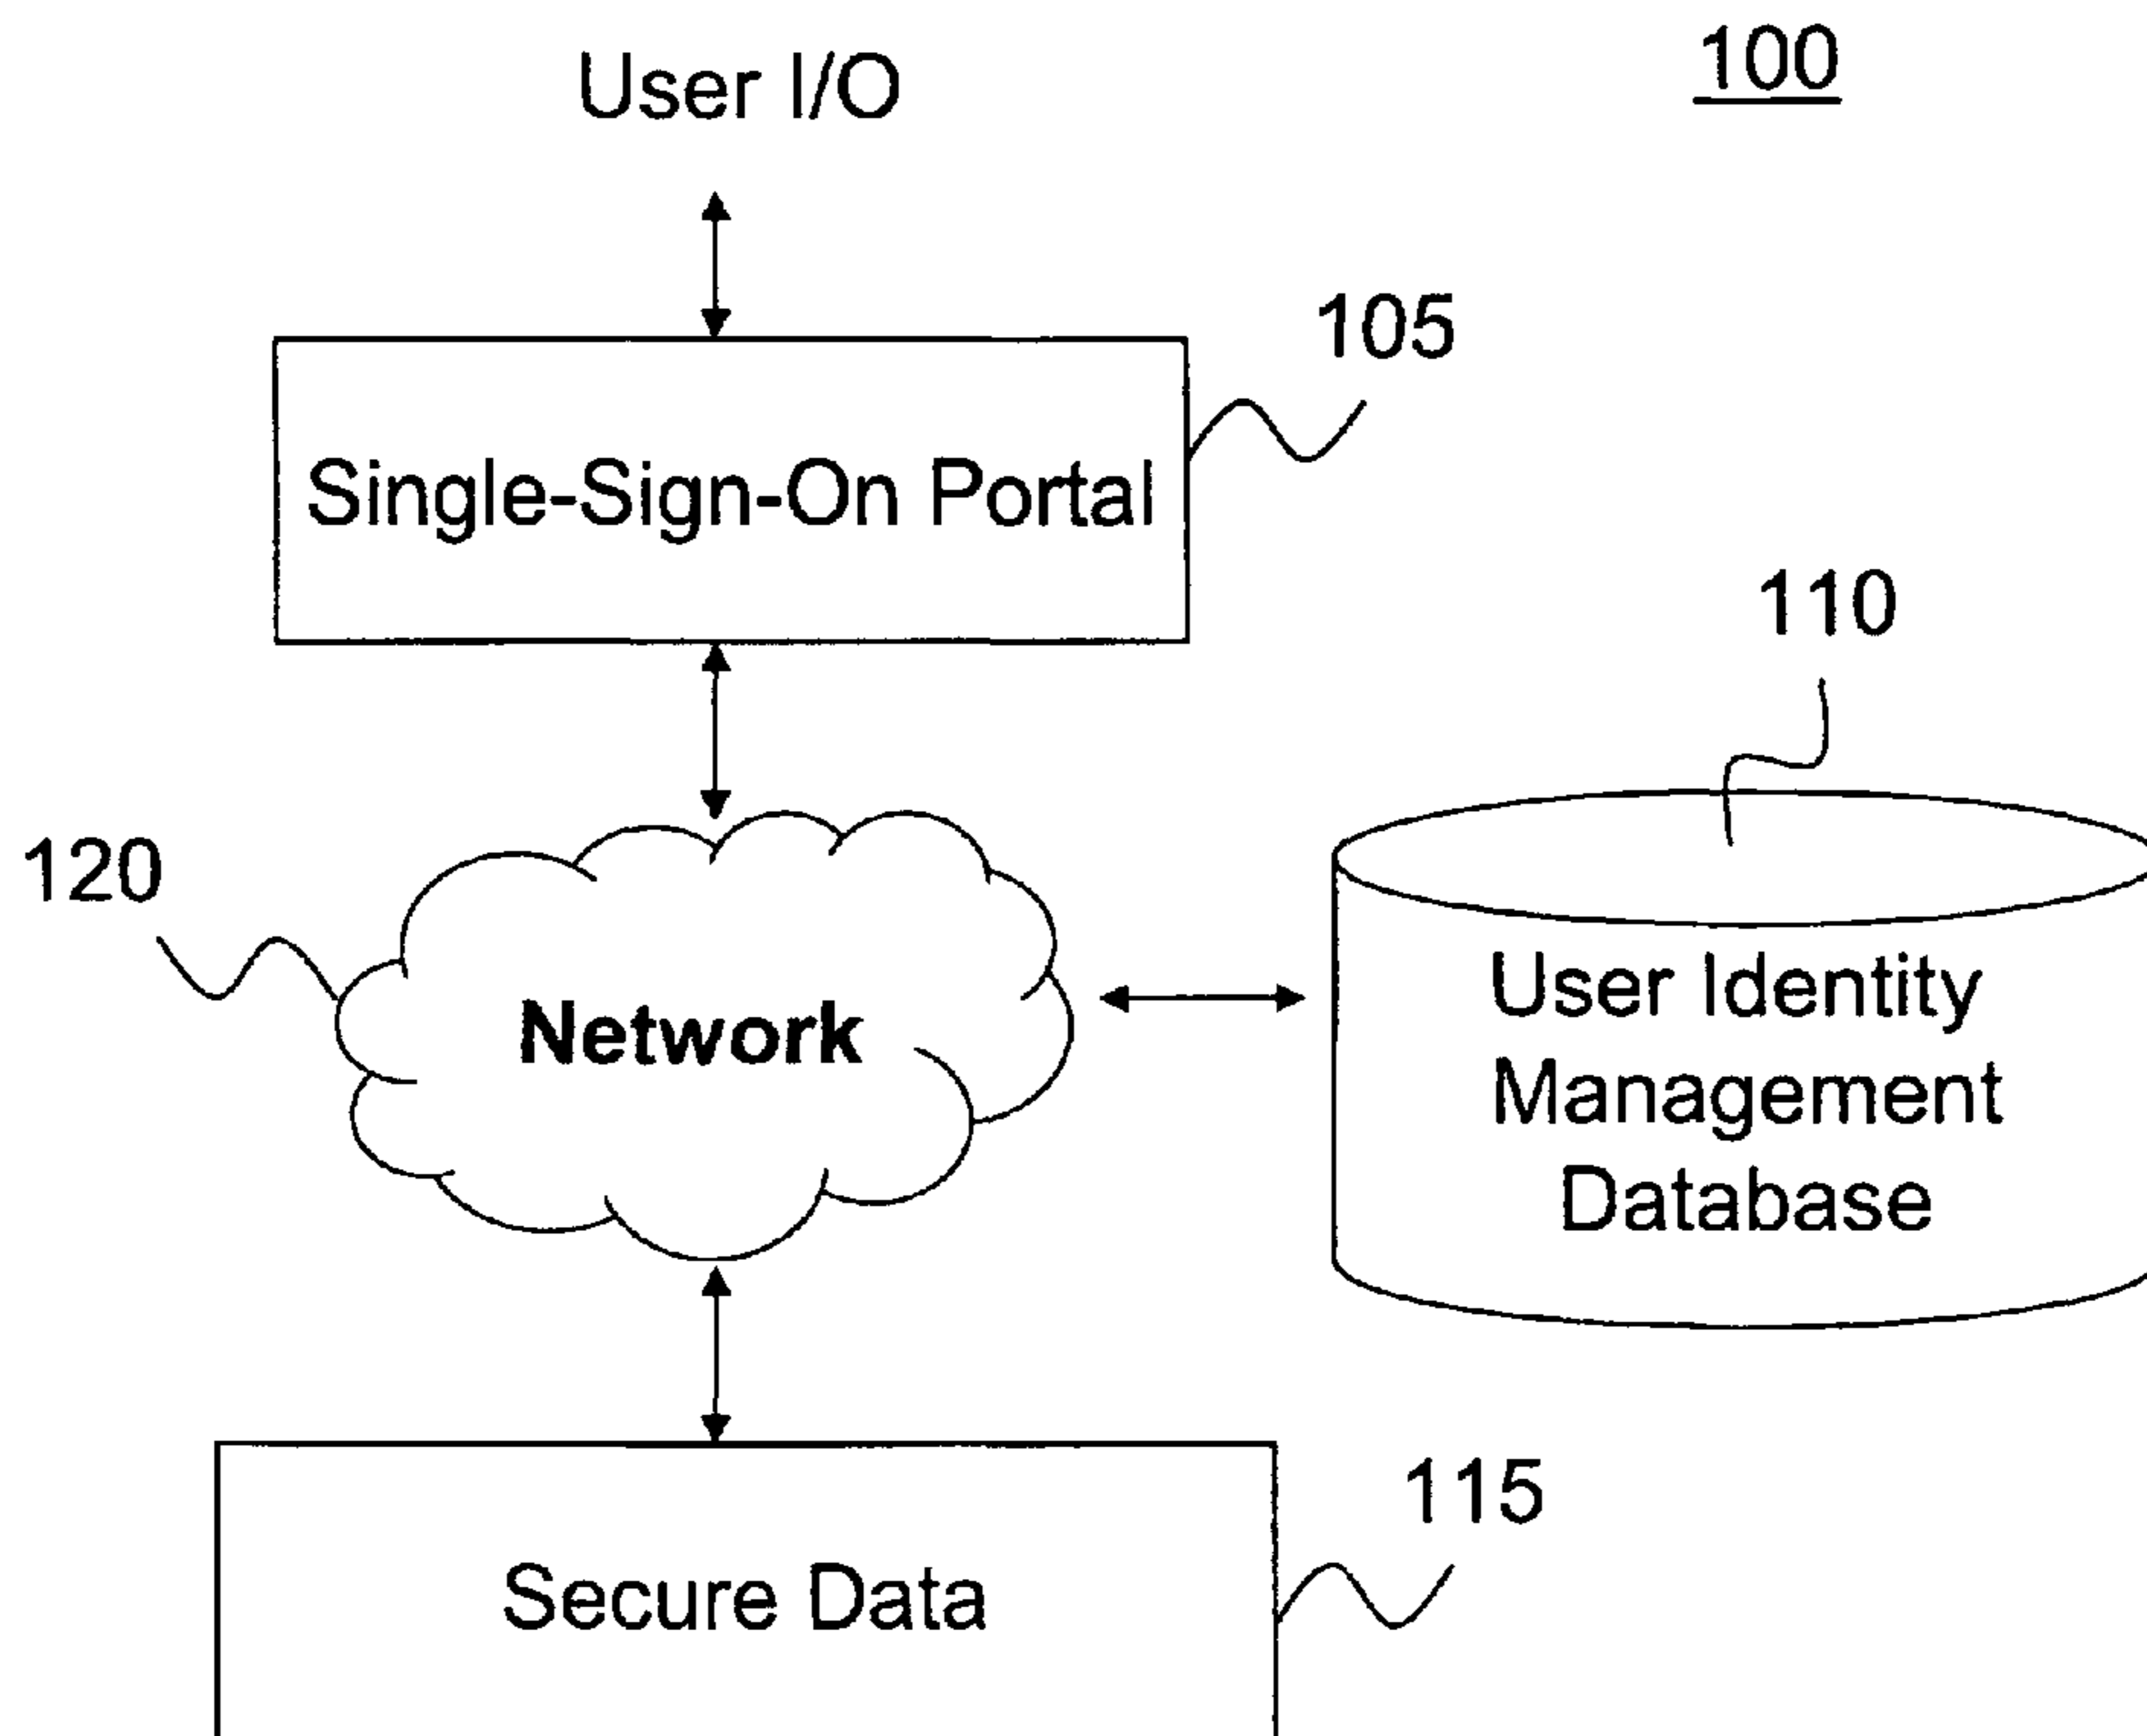 User I/O
100
105
Single-Sign-On Portal
110
120
Network
User Identity
Management
Database
115
Secure Data